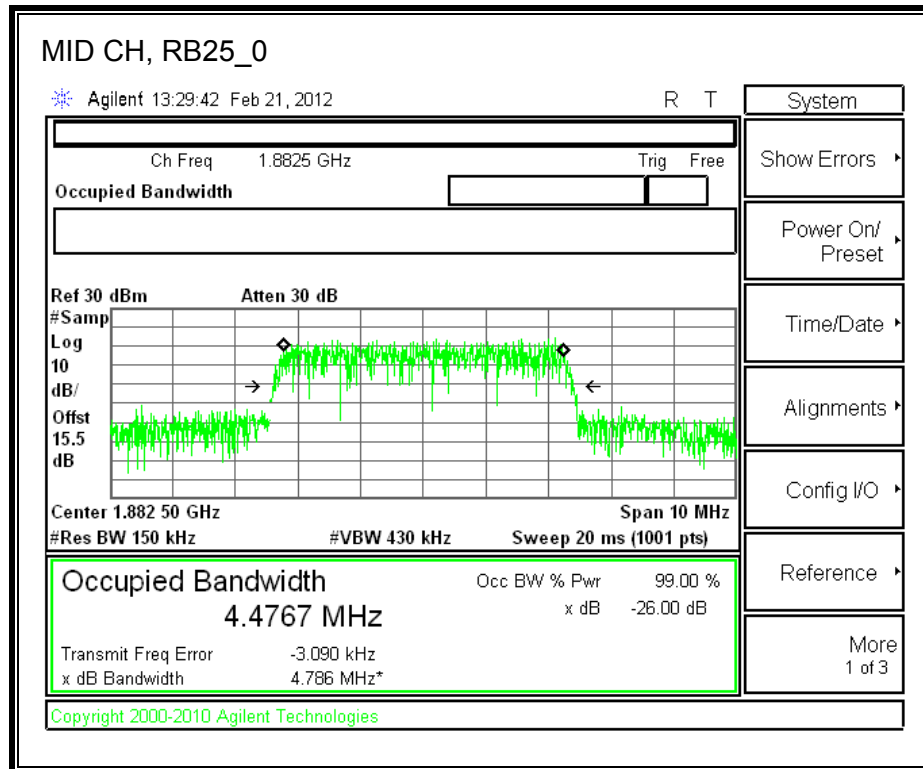 MID CH, RB25_0
Agilent 13:29:42 Feb 21, 2012 R T
System
Ch Freq 1.8825 GHz Trig Free
Occupied Bandwidth
Show Errors
Power On/
Preset
Time/Date
Alignments
Config I/O
Reference
More
1 of 3
Ref 30 dBm Atten 30 dB
#Samp
Log
10
dB/
Offst
15.5
dB
Center 1.882 50 GHz Span 10 MHz
#Res BW 150 kHz #VBW 430 kHz Sweep 20 ms (1001 pts)
Occupied Bandwidth Occ BW % Pwr 99.00 %
4.4767 MHz x dB -26.00 dB
Transmit Freq Error -3.090 kHz
x dB Bandwidth 4.786 MHz*
Copyright 2000-2010 Agilent Technologies